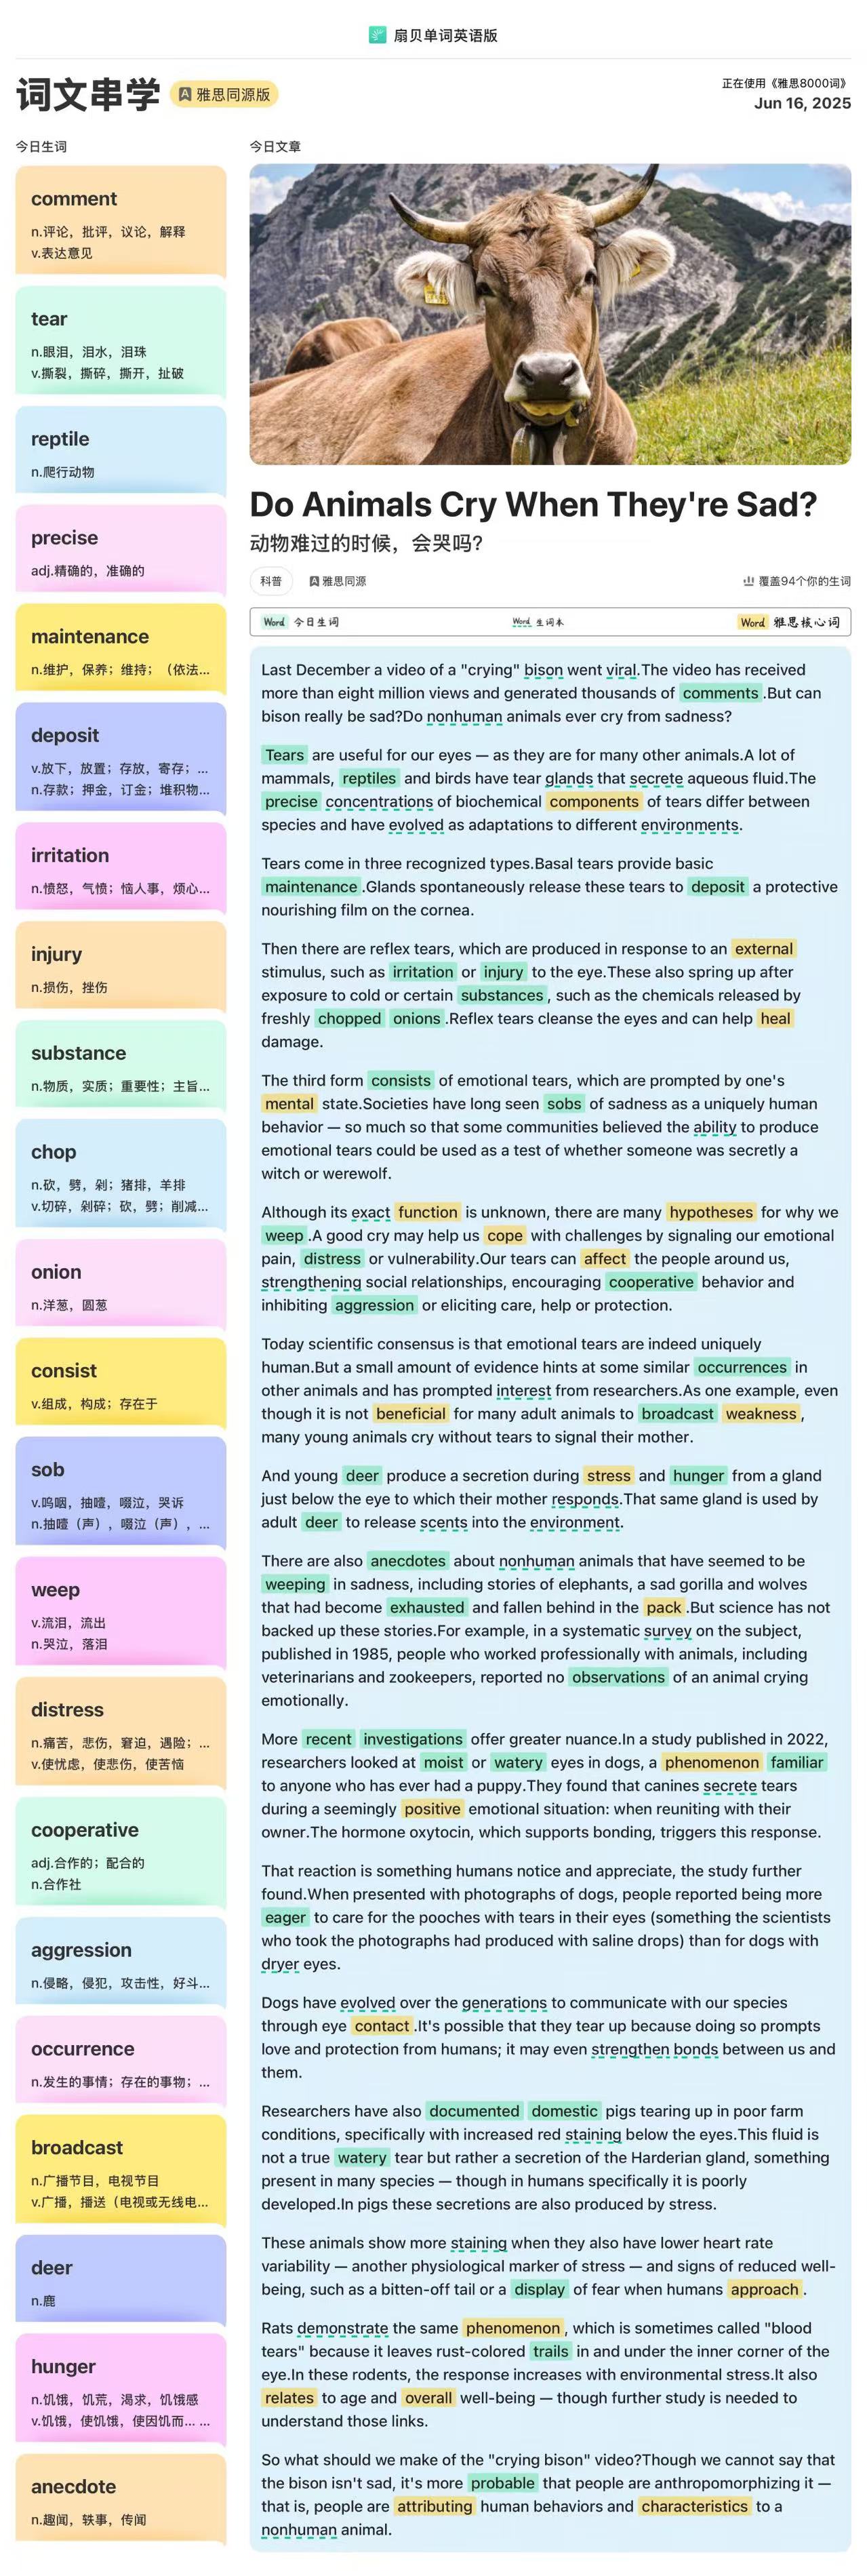 扇贝单词英语版
词文串学
雅思同源版
正在使用《雅思8000词》
Jun 16, 2025
今日生词
comment
n.评论，批评，议论，解释
v.表达意见
tear
n.眼泪，泪水，泪珠
v.撕裂，撕碎，撕开，扯破
reptile
n.爬行动物
precise
adj.精确的，准确的
maintenance
n.维护，保养；维持；（依法...
deposit
v.放下，放置；存放，寄存；...
n.存款；押金，订金；堆积物...
irritation
n.愤怒，气愤；恼人事，烦心...
injury
n.损伤，挫伤
substance
n.物质，实质；重要性；主旨...
chop
n.砍，劈，剁；猪排，羊排
v.切碎，剁碎；砍，劈；削减...
onion
n.洋葱，圆葱
consist
v.组成，构成；存在于
sob
v.呜咽，抽噎，啜泣，哭诉
n.抽噎（声），啜泣（声），...
weep
v.流泪，流出
n.哭泣，落泪
distress
n.痛苦，悲伤，窘迫，遇险；...
v.使忧虑，使悲伤，使苦恼
cooperative
adj.合作的；配合的
n.合作社
aggression
n.侵略，侵犯，攻击性，好斗...
occurrence
n.发生的事情；存在的事物；...
broadcast
n.广播节目，电视节目
v.广播，播送（电视或无线电...
deer
n.鹿
hunger
n.饥饿，饥荒，渴求，饥饿感
v.饥饿，使饥饿，使因饥而... ...
anecdote
n.趣闻，轶事，传闻
今日文章
Do Animals Cry When They're Sad?
动物难过的时候，会哭吗?
科普
雅思同源
覆盖94个你的生词
Word 今日生词
Word 生词本
Word 雅思核心词
Last December a video of a "crying" bison went viral.The video has received
more than eight million views and generated thousands of comments .But can
bison really be sad?Do nonhuman animals ever cry from sadness?
Tears are useful for our eyes — as they are for many other animals.A lot of
mammals, reptiles and birds have tear glands that secrete aqueous fluid.The
precise concentrations of biochemical components of tears differ between
species and have evolved as adaptations to different environments.
Tears come in three recognized types.Basal tears provide basic
maintenance .Glands spontaneously release these tears to deposit a protective
nourishing film on the cornea.
Then there are reflex tears, which are produced in response to an external
stimulus, such as irritation or injury to the eye.These also spring up after
exposure to cold or certain substances , such as the chemicals released by
freshly chopped onions .Reflex tears cleanse the eyes and can help heal
damage.
The third form consists of emotional tears, which are prompted by one's
mental state.Societies have long seen sobs of sadness as a uniquely human
behavior — so much so that some communities believed the ability to produce
emotional tears could be used as a test of whether someone was secretly a
witch or werewolf.
Although its exact function is unknown, there are many hypotheses for why we
weep .A good cry may help us cope with challenges by signaling our emotional
pain, distress or vulnerability.Our tears can affect the people around us,
strengthening social relationships, encouraging cooperative behavior and
inhibiting aggression or eliciting care, help or protection.
Today scientific consensus is that emotional tears are indeed uniquely
human.But a small amount of evidence hints at some similar occurrences in
other animals and has prompted interest from researchers.As one example, even
though it is not beneficial for many adult animals to broadcast weakness ,
many young animals cry without tears to signal their mother.
And young deer produce a secretion during stress and hunger from a gland
just below the eye to which their mother responds.That same gland is used by
adult deer to release scents into the environment.
There are also anecdotes about nonhuman animals that have seemed to be
weeping in sadness, including stories of elephants, a sad gorilla and wolves
that had become exhausted and fallen behind in the pack .But science has not
backed up these stories.For example, in a systematic survey on the subject,
published in 1985, people who worked professionally with animals, including
veterinarians and zookeepers, reported no observations of an animal crying
emotionally.
More recent investigations offer greater nuance.In a study published in 2022,
researchers looked at moist or watery eyes in dogs, a phenomenon familiar
to anyone who has ever had a puppy.They found that canines secrete tears
during a seemingly positive emotional situation: when reuniting with their
owner.The hormone oxytocin, which supports bonding, triggers this response.
That reaction is something humans notice and appreciate, the study further
found.When presented with photographs of dogs, people reported being more
eager to care for the pooches with tears in their eyes (something the scientists
who took the photographs had produced with saline drops) than for dogs with
dryer eyes.
Dogs have evolved over the generations to communicate with our species
through eye contact .It's possible that they tear up because doing so prompts
love and protection from humans; it may even strengthen bonds between us and
them.
Researchers have also documented domestic pigs tearing up in poor farm
conditions, specifically with increased red staining below the eyes.This fluid is
not a true watery tear but rather a secretion of the Harderian gland, something
present in many species — though in humans specifically it is poorly
developed.In pigs these secretions are also produced by stress.
These animals show more staining when they also have lower heart rate
variability — another physiological marker of stress — and signs of reduced well-
being, such as a bitten-off tail or a display of fear when humans approach .
Rats demonstrate the same phenomenon , which is sometimes called "blood
tears" because it leaves rust-colored trails in and under the inner corner of the
eye.In these rodents, the response increases with environmental stress.It also
relates to age and overall well-being — though further study is needed to
understand those links.
So what should we make of the "crying bison" video?Though we cannot say that
the bison isn't sad, it's more probable that people are anthropomorphizing it —
that is, people are attributing human behaviors and characteristics to a
nonhuman animal.